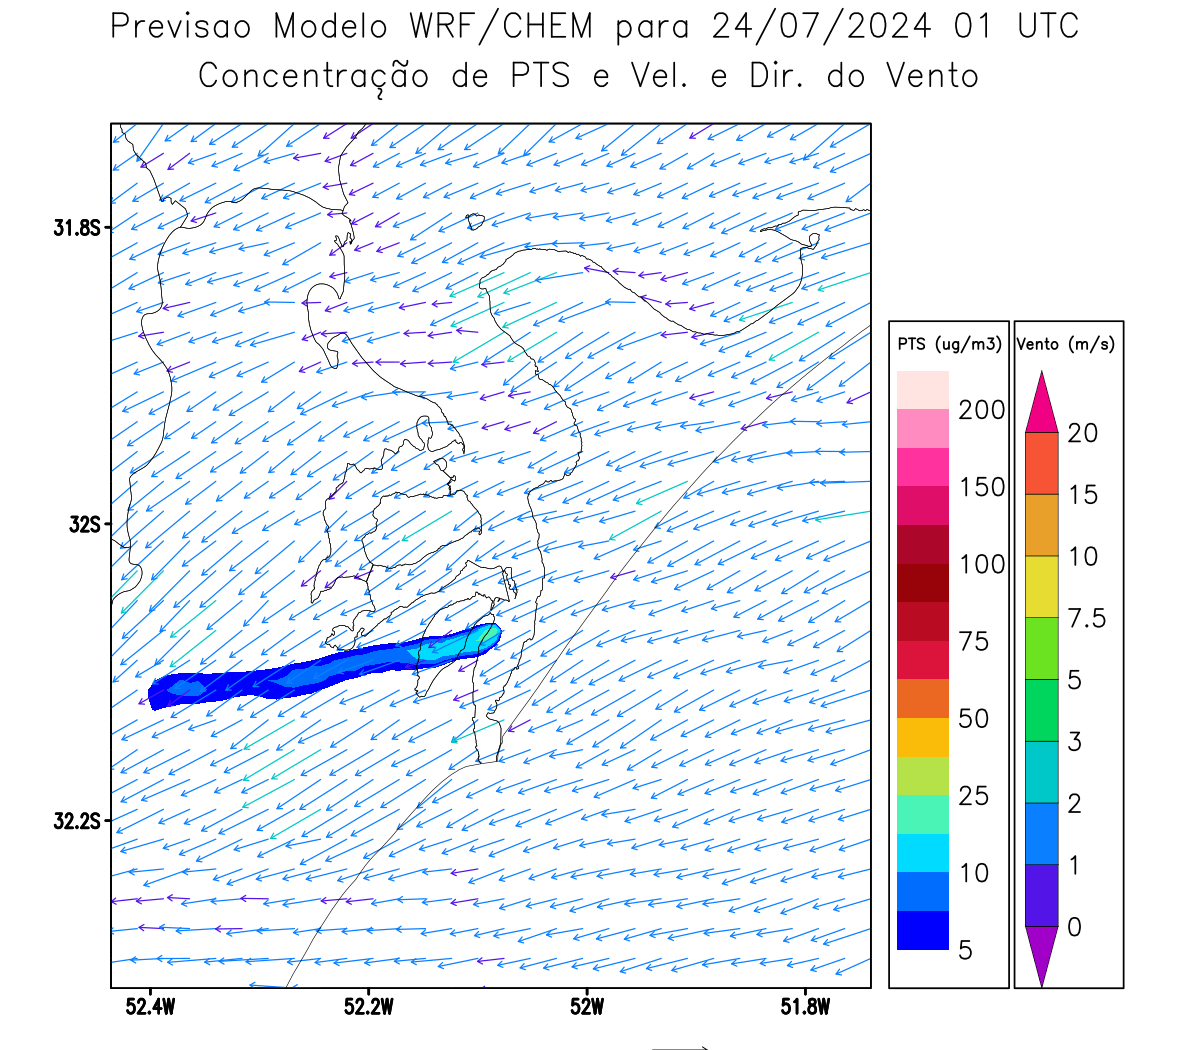 Previsao Modelo WRF/CHEM para 24/07/2024 01 UTC
Concentração de PTS e Vel. e Dir. do Vento
31.8S
32S
32.2S
52.4W
52.2W
52W
51.8W
PTS (ug/m3)
200
150
100
75
50
25
10
5
Vento (m/s)
20
15
10
7.5
5
3
2
1
0